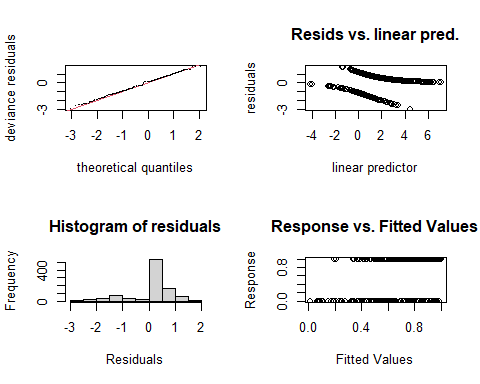 deviance residuals
-3 0
-3 -2 -1 0 1 2
theoretical quantiles
Resids vs. linear pred.
residuals
-3 0
-4 -2 0 2 4 6
linear predictor
Histogram of residuals
Frequency
0 400
-3 -2 -1 0 1 2
Residuals
Response vs. Fitted Values
Response
0.0 0.8
0.0 0.4 0.8
Fitted Values